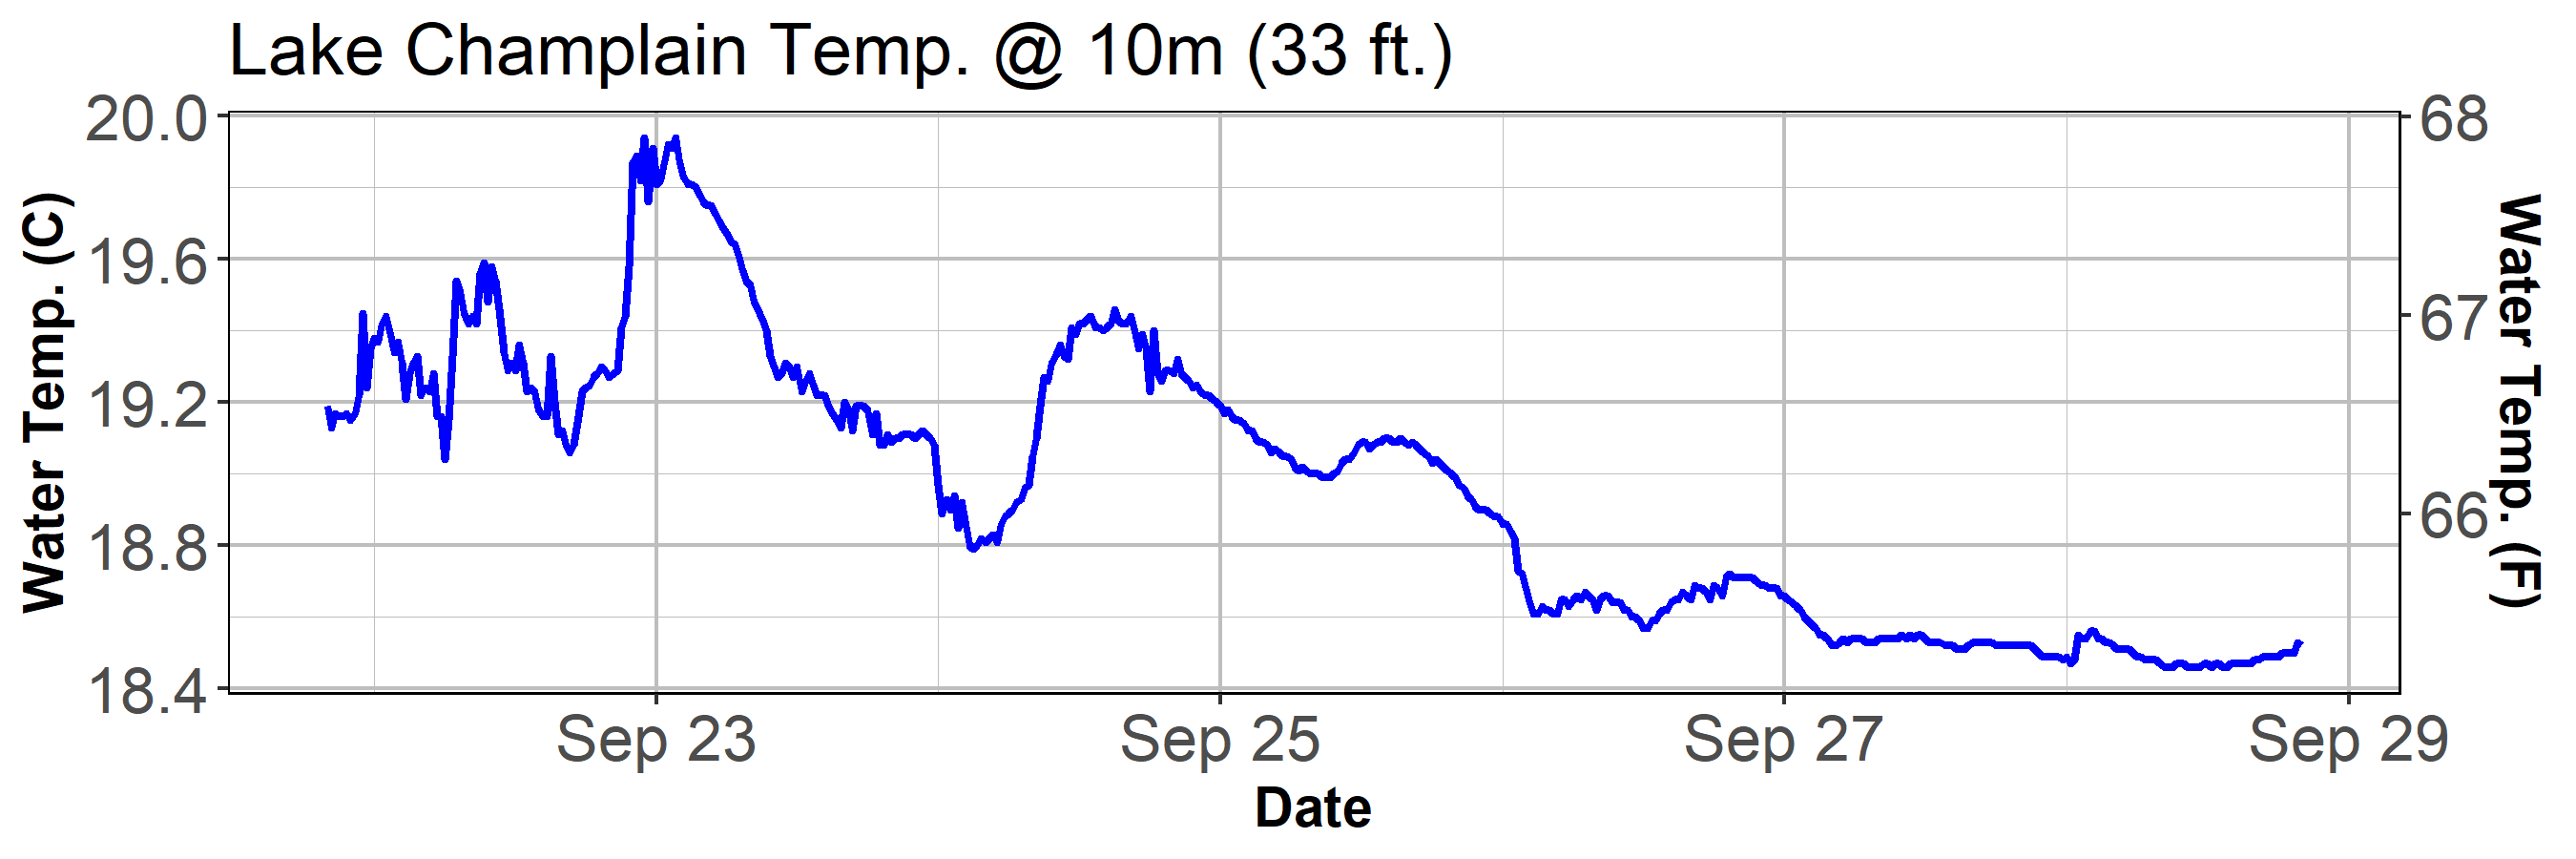 Lake Champlain Temp. @ 10m (33 ft.)
Water Temp. (C)
20.0
19.6
19.2
18.8
18.4
68
67
66
Water Temp. (F)
Sep 23 Sep 25 Sep 27 Sep 29
Date